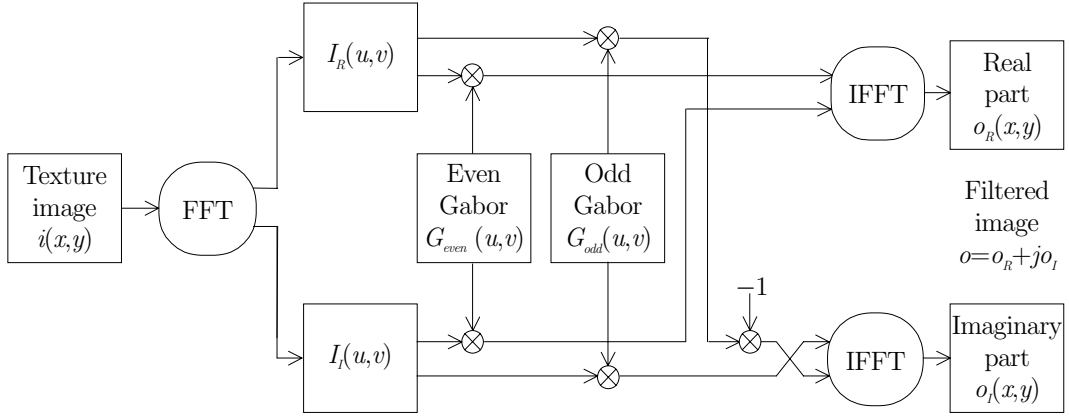 Texture
image
i(x,y)
FFT
I_R(u,v)
I_I(u,v)
Even
Gabor
G_even (u,v)
Odd
Gabor
G_odd(u,v)
−1
IFFT
IFFT
Real
part
o_R(x,y)
Filtered
image
o=o_R+jo_I
Imaginary
part
o_I(x,y)